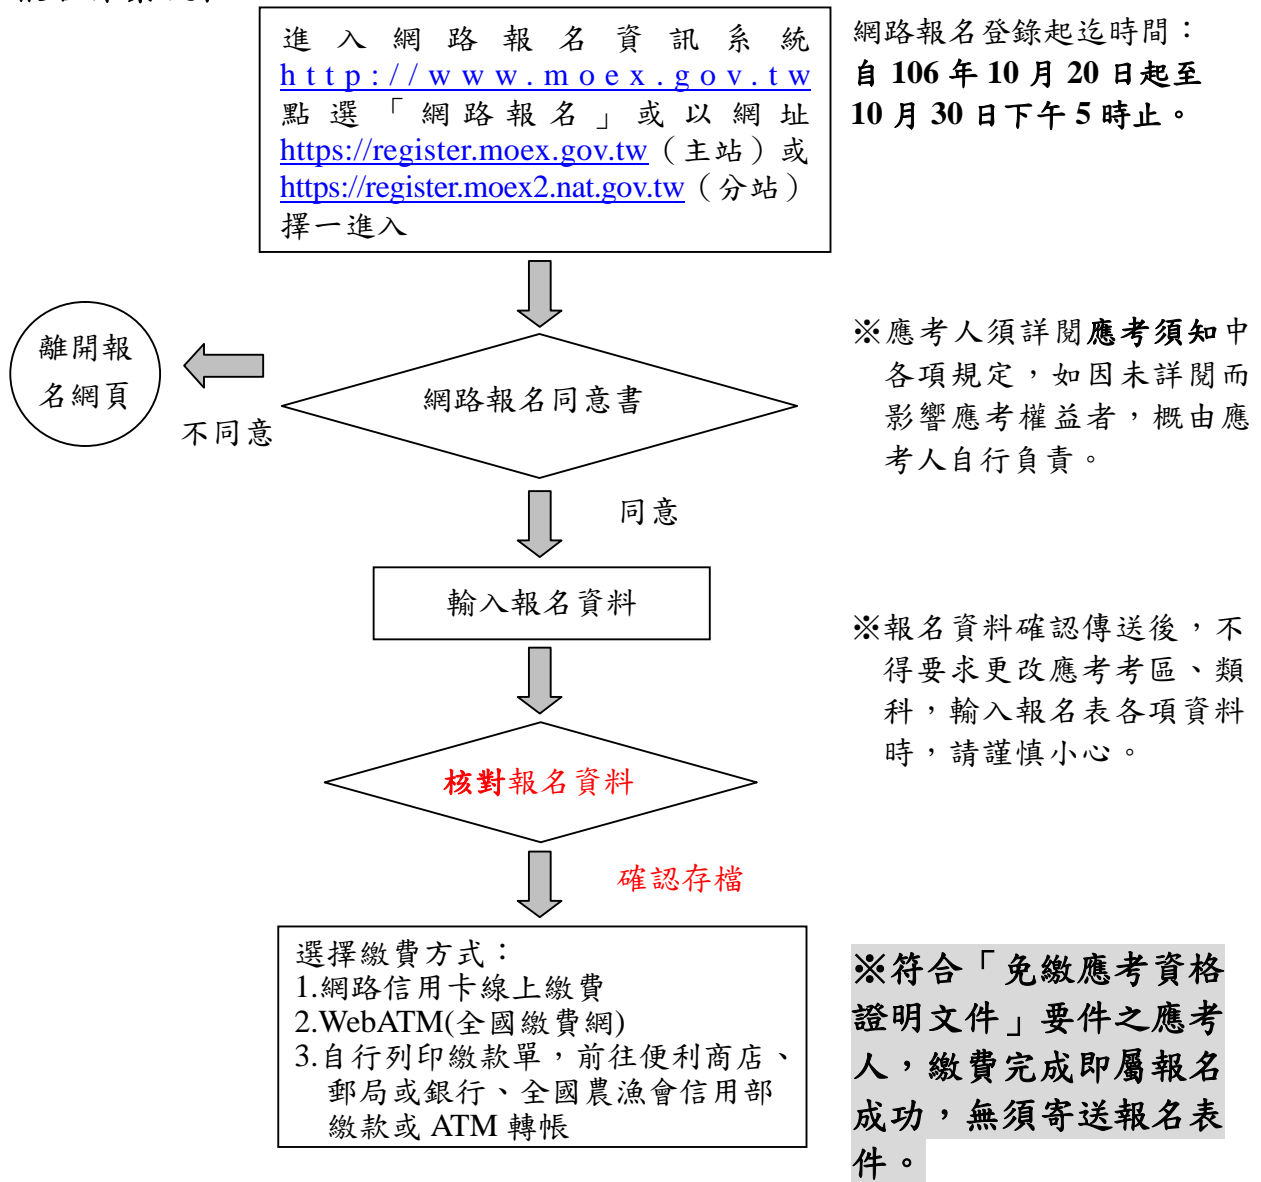 進入網路報名資訊系統
http://www.moex.gov.tw
點選「網路報名」或以網址
https://register.moex.gov.tw（主站）或
https://register.moex2.nat.gov.tw（分站）
擇一進入
網路報名登錄起迄時間：
自 106 年 10 月 20 日起至
10 月 30 日下午 5 時止。
離開報
名網頁
不同意
網路報名同意書
※應考人須詳閱應考須知中
各項規定，如因未詳閱而
影響應考權益者，概由應
考人自行負責。
同意
輸入報名資料
※報名資料確認傳送後，不
得要求更改應考考區、類
科，輸入報名表各項資料
時，請謹慎小心。
核對報名資料
確認存檔
選擇繳費方式：
1.網路信用卡線上繳費
2.WebATM(全國繳費網)
3.自行列印繳款單，前往便利商店、
郵局或銀行、全國農漁會信用部
繳款或 ATM 轉帳
※符合「免繳應考資格
證明文件」要件之應考
人，繳費完成即屬報名
成功，無須寄送報名表
件。